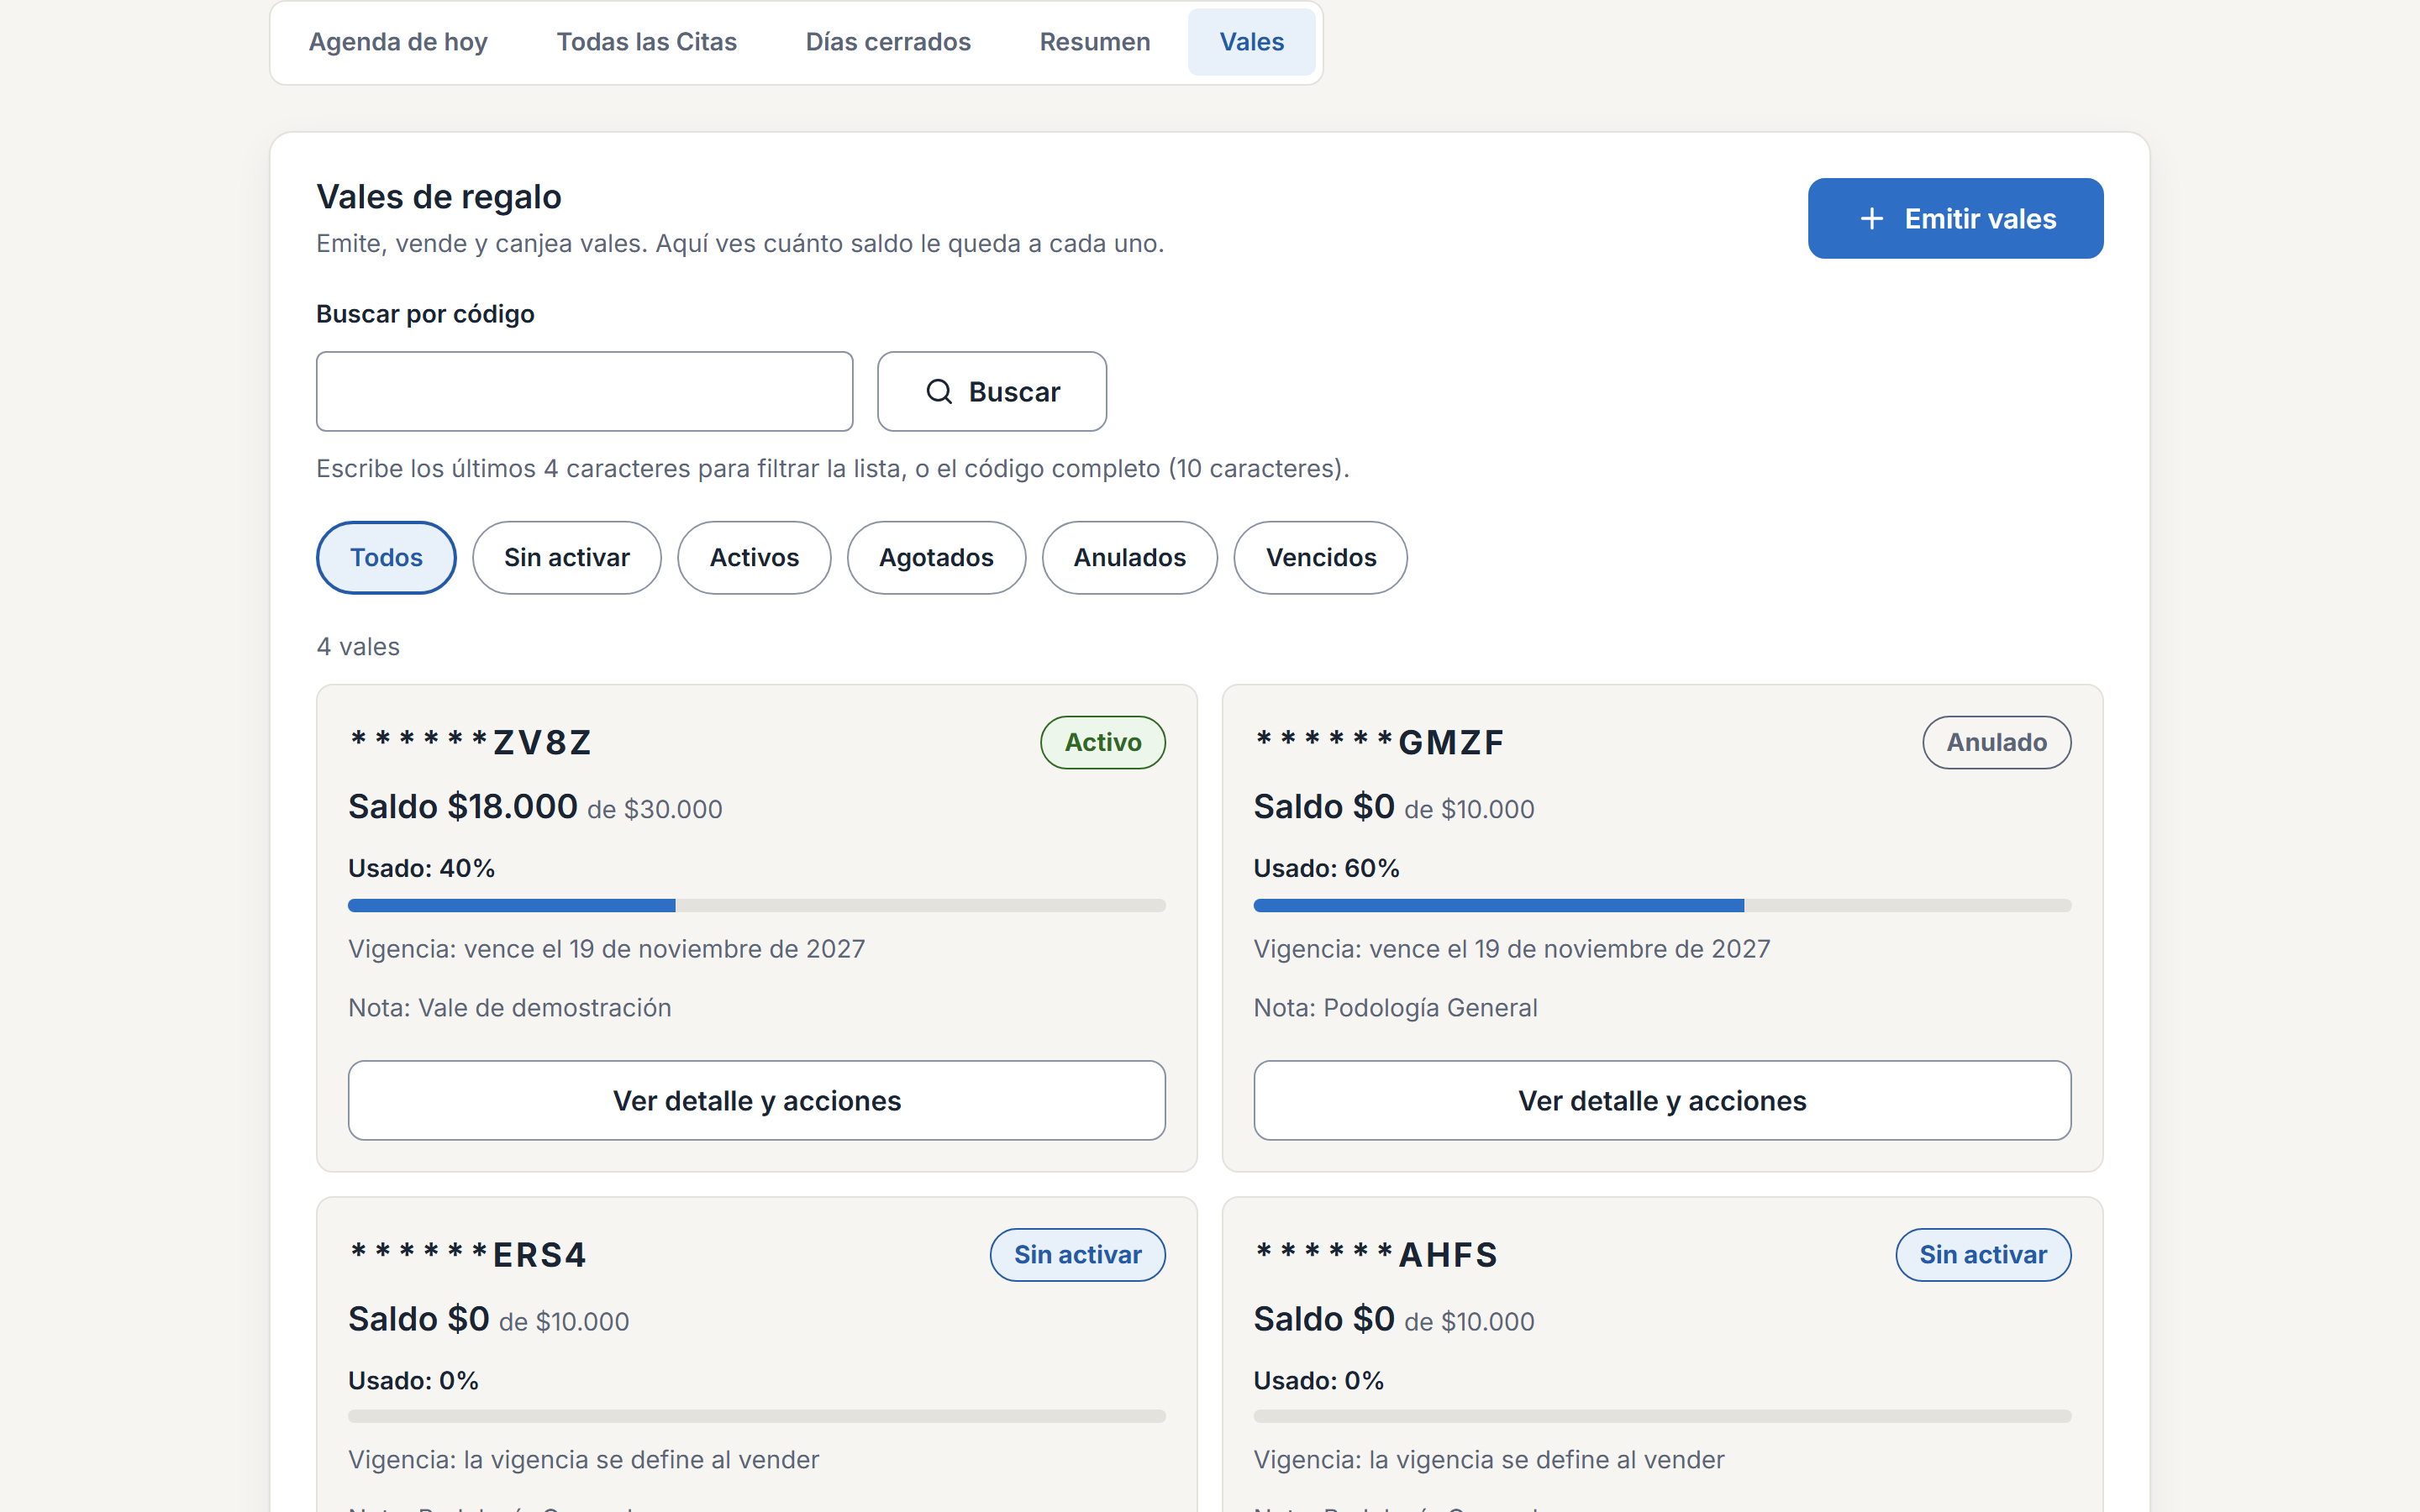 Agenda de hoy Todas las Citas Días cerrados Resumen Vales
Vales de regalo
Emite, vende y canjea vales. Aquí ves cuánto saldo le queda a cada uno.
+ Emitir vales
Buscar por código
Buscar
Escribe los últimos 4 caracteres para filtrar la lista, o el código completo (10 caracteres).
Todos Sin activar Activos Agotados Anulados Vencidos
4 vales
******ZV8Z Activo
Saldo $18.000 de $30.000
Usado: 40%
Vigencia: vence el 19 de noviembre de 2027
Nota: Vale de demostración
Ver detalle y acciones
******GMZF Anulado
Saldo $0 de $10.000
Usado: 60%
Vigencia: vence el 19 de noviembre de 2027
Nota: Podología General
Ver detalle y acciones
******ERS4 Sin activar
Saldo $0 de $10.000
Usado: 0%
Vigencia: la vigencia se define al vender
******AHFS Sin activar
Saldo $0 de $10.000
Usado: 0%
Vigencia: la vigencia se define al vender